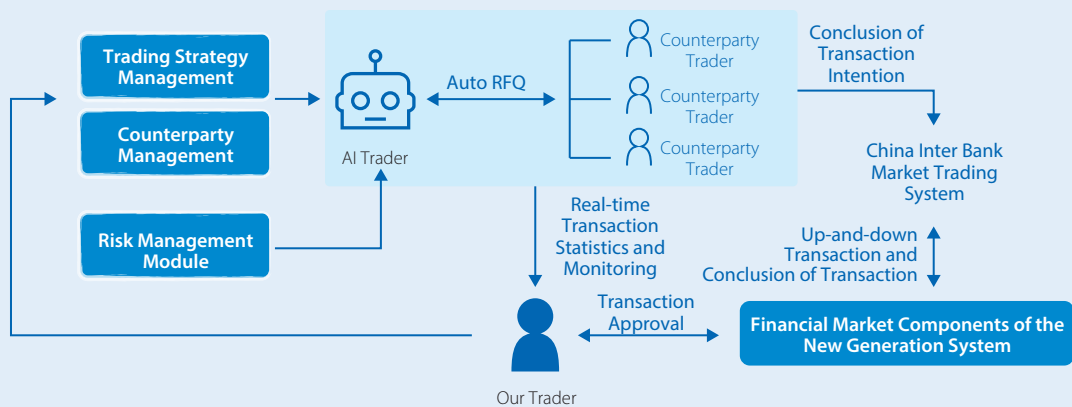 Trading Strategy
Management
Counterparty
Management
Risk Management
Module
AI Trader
Auto RFQ
Counterparty
Trader
Counterparty
Trader
Counterparty
Trader
Conclusion of
Transaction
Intention
China Inter Bank
Market Trading
System
Real-time
Transaction
Statistics and
Monitoring
Up-and-down
Transaction and
Conclusion of Transaction
Transaction
Approval
Financial Market Components of the
New Generation System
Our Trader